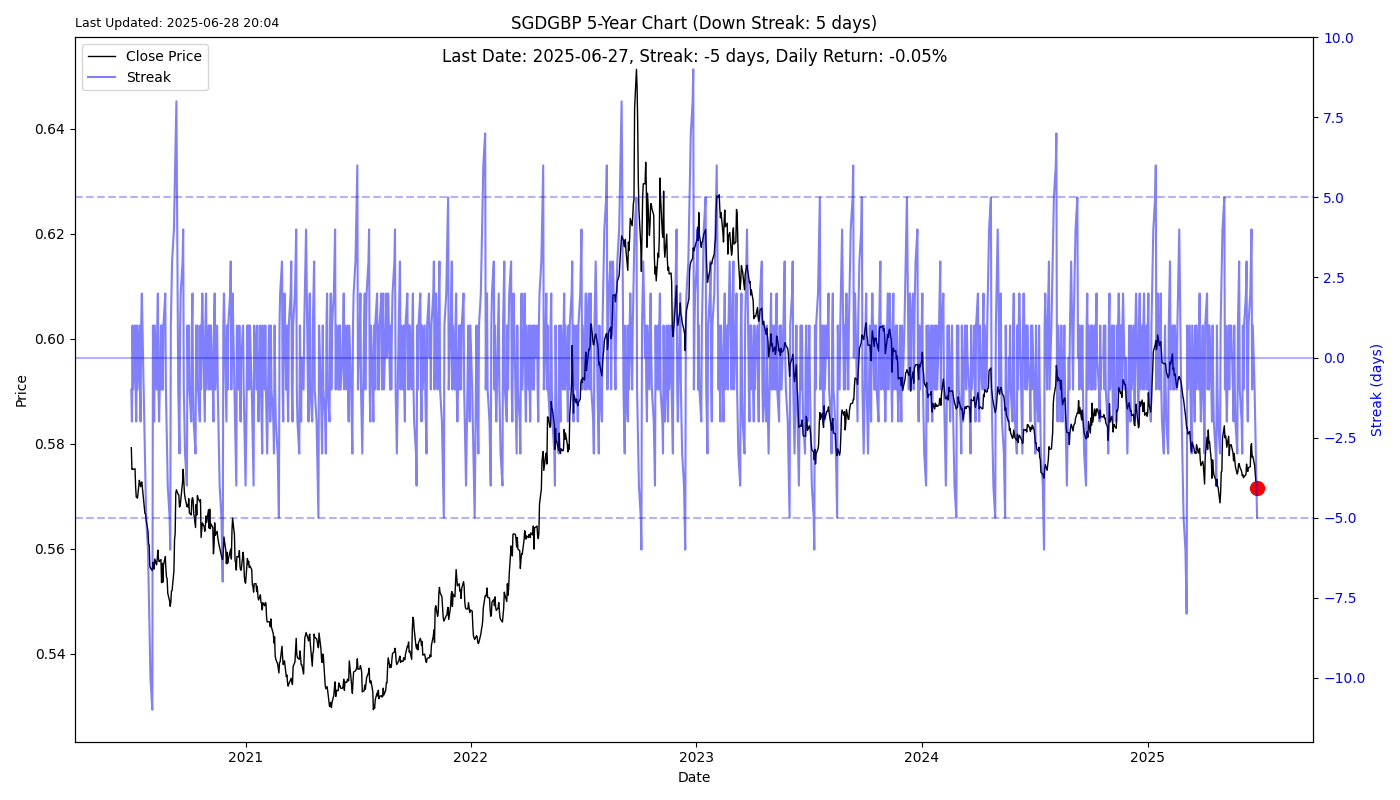 Last Updated: 2025-06-28 20:04
SGDGBP 5-Year Chart (Down Streak: 5 days)
Last Date: 2025-06-27, Streak: -5 days, Daily Return: -0.05%
Close Price
Streak
Price
0.64
0.62
0.60
0.58
0.56
0.54
10.0
7.5
5.0
2.5
0.0
−2.5
−5.0
−7.5
−10.0
Streak (days)
2021
2022
2023
2024
2025
Date